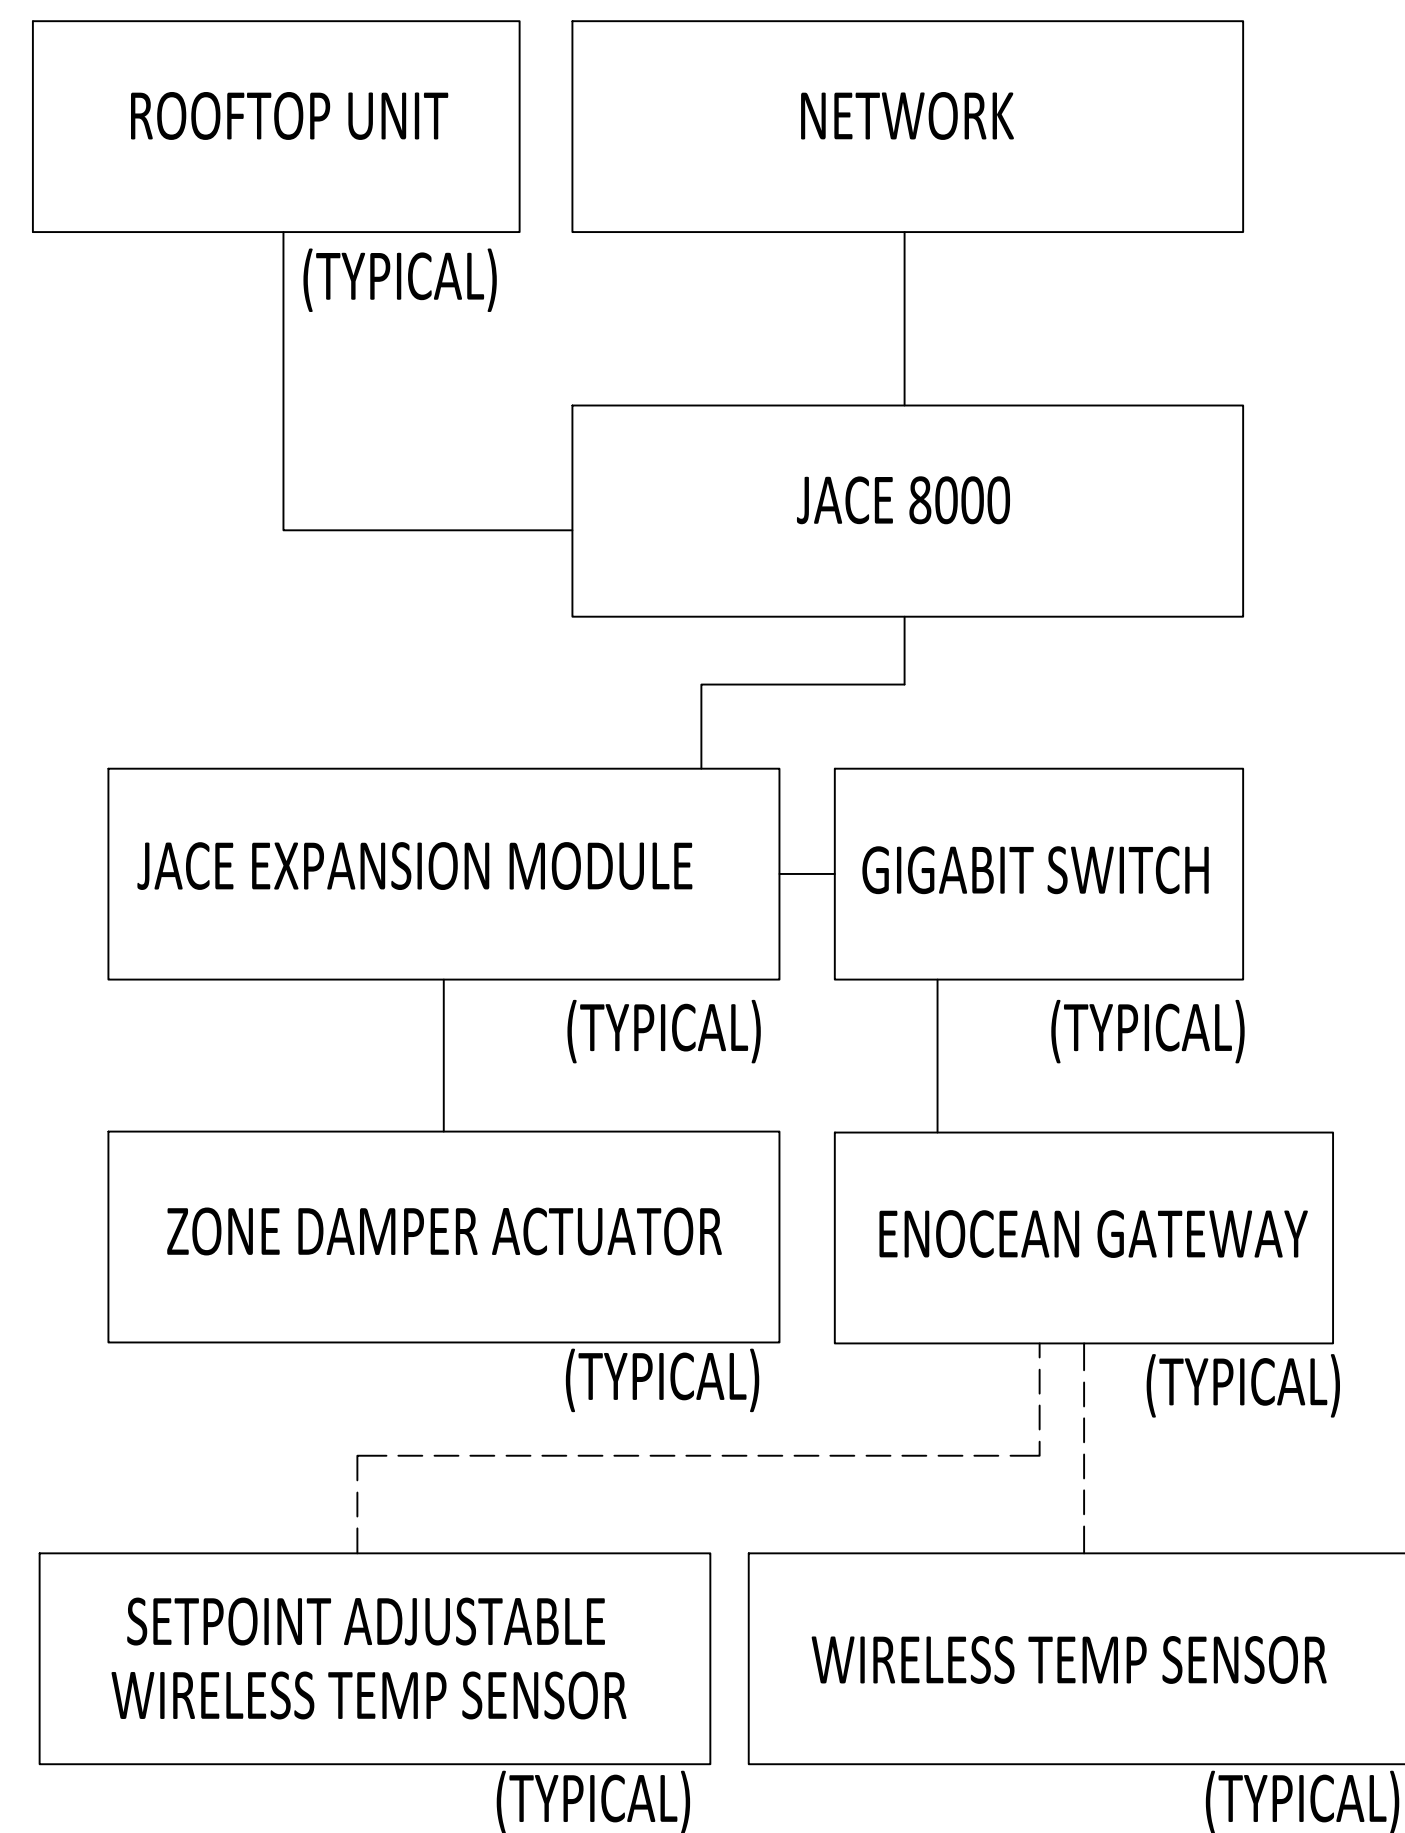 ROOFTOP UNIT
NETWORK
(TYPICAL)
JACE 8000
JACE EXPANSION MODULE
GIGABIT SWITCH
(TYPICAL)
(TYPICAL)
ZONE DAMPER ACTUATOR
ENOCEAN GATEWAY
(TYPICAL)
(TYPICAL)
SETPOINT ADJUSTABLE
WIRELESS TEMP SENSOR
WIRELESS TEMP SENSOR
(TYPICAL)
(TYPICAL)